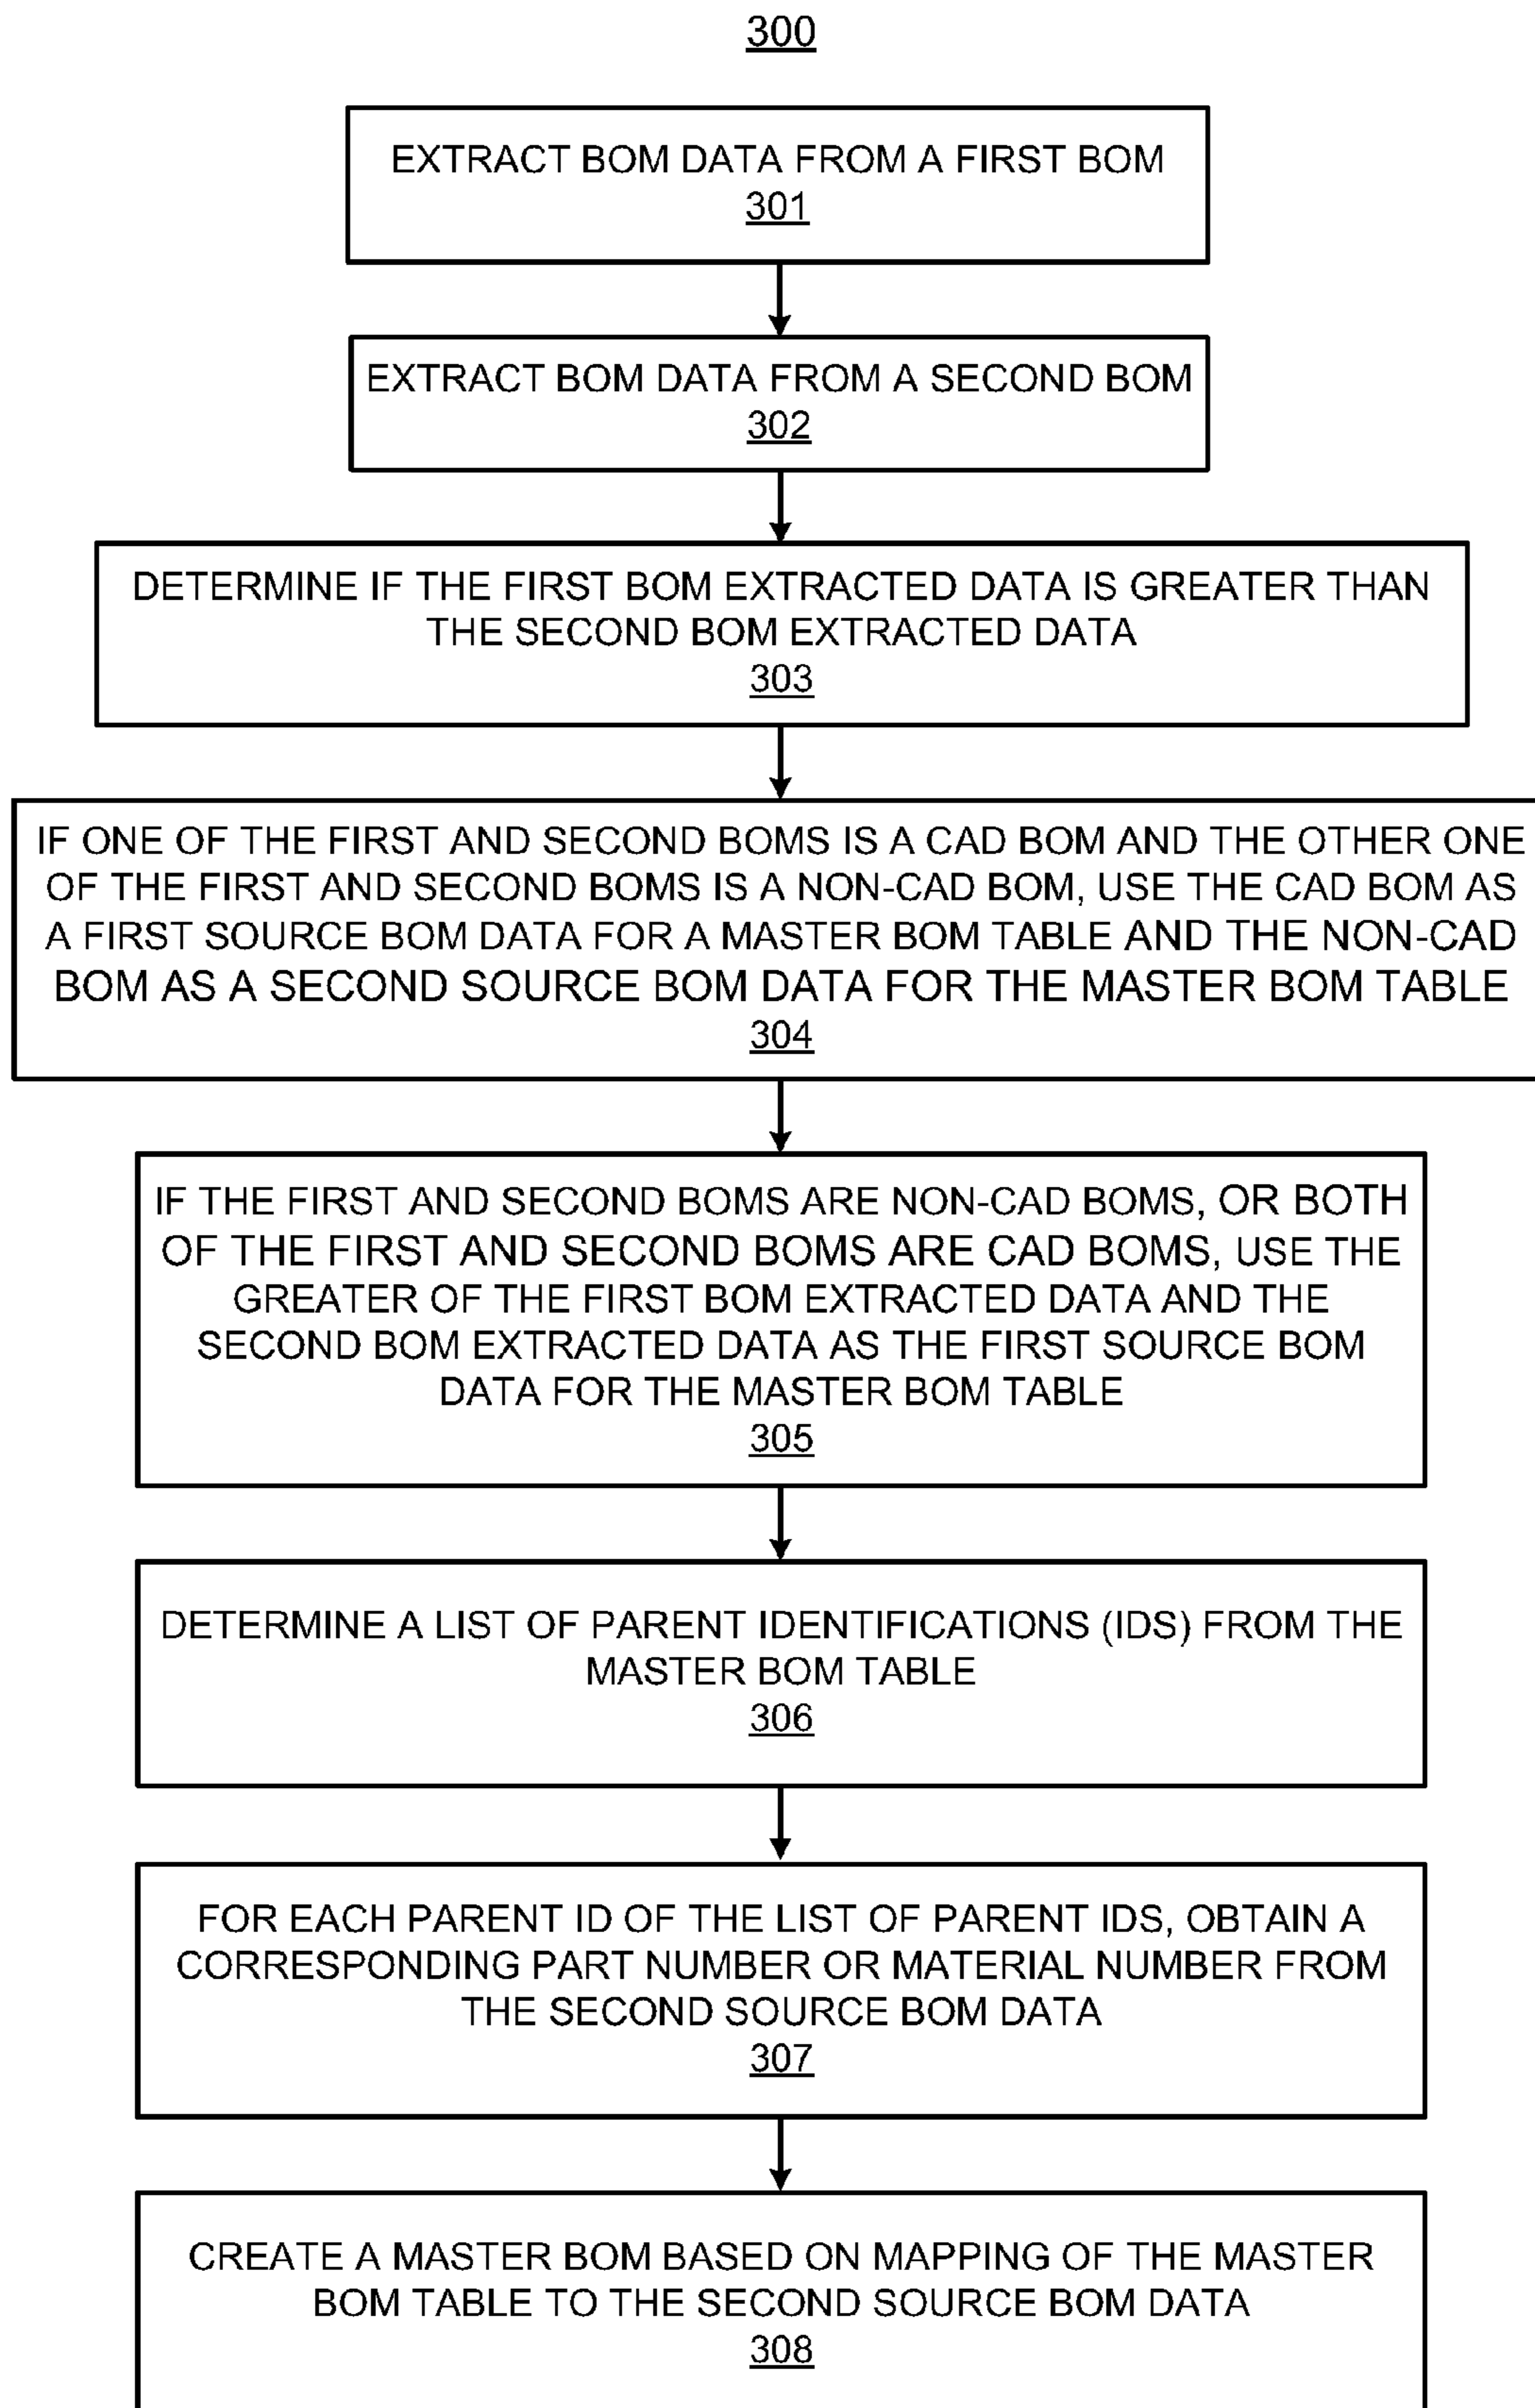 300
EXTRACT BOM DATA FROM A FIRST BOM
301
EXTRACT BOM DATA FROM A SECOND BOM
302
DETERMINE IF THE FIRST BOM EXTRACTED DATA IS GREATER THAN
THE SECOND BOM EXTRACTED DATA
303
IF ONE OF THE FIRST AND SECOND BOMS IS A CAD BOM AND THE OTHER ONE
OF THE FIRST AND SECOND BOMS IS A NON-CAD BOM, USE THE CAD BOM AS
A FIRST SOURCE BOM DATA FOR A MASTER BOM TABLE AND THE NON-CAD
BOM AS A SECOND SOURCE BOM DATA FOR THE MASTER BOM TABLE
304
IF THE FIRST AND SECOND BOMS ARE NON-CAD BOMS, OR BOTH
OF THE FIRST AND SECOND BOMS ARE CAD BOMS, USE THE
GREATER OF THE FIRST BOM EXTRACTED DATA AND THE
SECOND BOM EXTRACTED DATA AS THE FIRST SOURCE BOM
DATA FOR THE MASTER BOM TABLE
305
DETERMINE A LIST OF PARENT IDENTIFICATIONS (IDS) FROM THE
MASTER BOM TABLE
306
FOR EACH PARENT ID OF THE LIST OF PARENT IDS, OBTAIN A
CORRESPONDING PART NUMBER OR MATERIAL NUMBER FROM
THE SECOND SOURCE BOM DATA
307
CREATE A MASTER BOM BASED ON MAPPING OF THE MASTER
BOM TABLE TO THE SECOND SOURCE BOM DATA
308